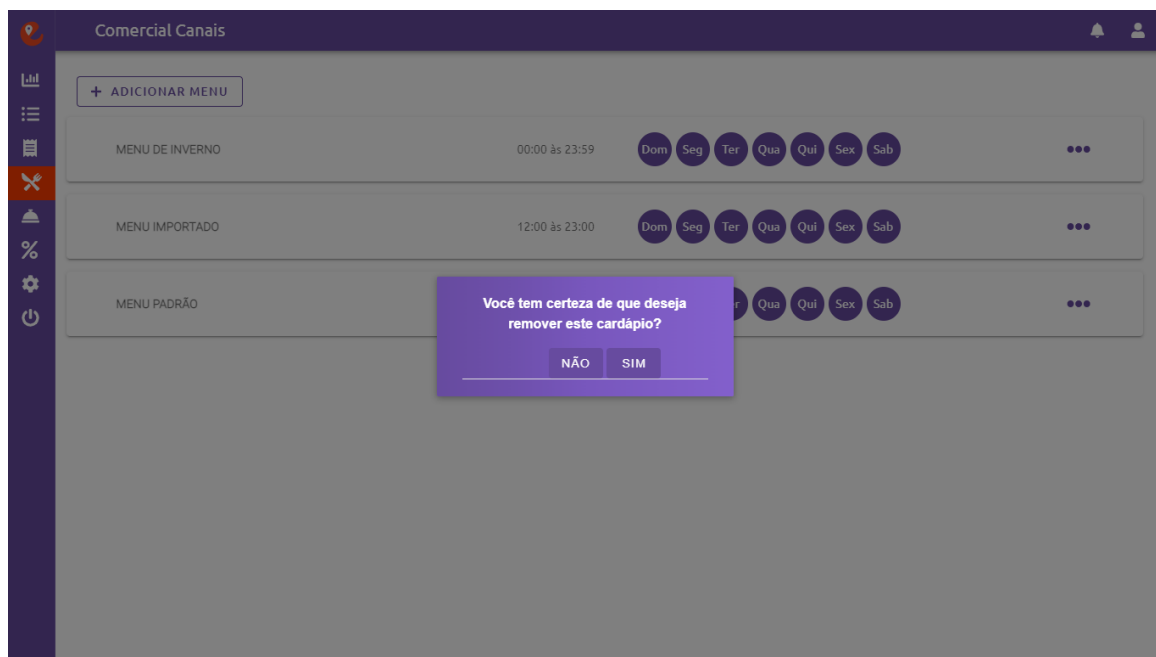 Comercial Canais
+ ADICIONAR MENU
MENU DE INVERNO 00:00 às 23:59 Dom Seg Ter Qua Qui Sex Sab
MENU IMPORTADO 12:00 às 23:00 Dom Seg Ter Qua Qui Sex Sab
MENU PADRÃO Qua Qui Sex Sab
Você tem certeza de que deseja
remover este cardápio?
NÃO SIM